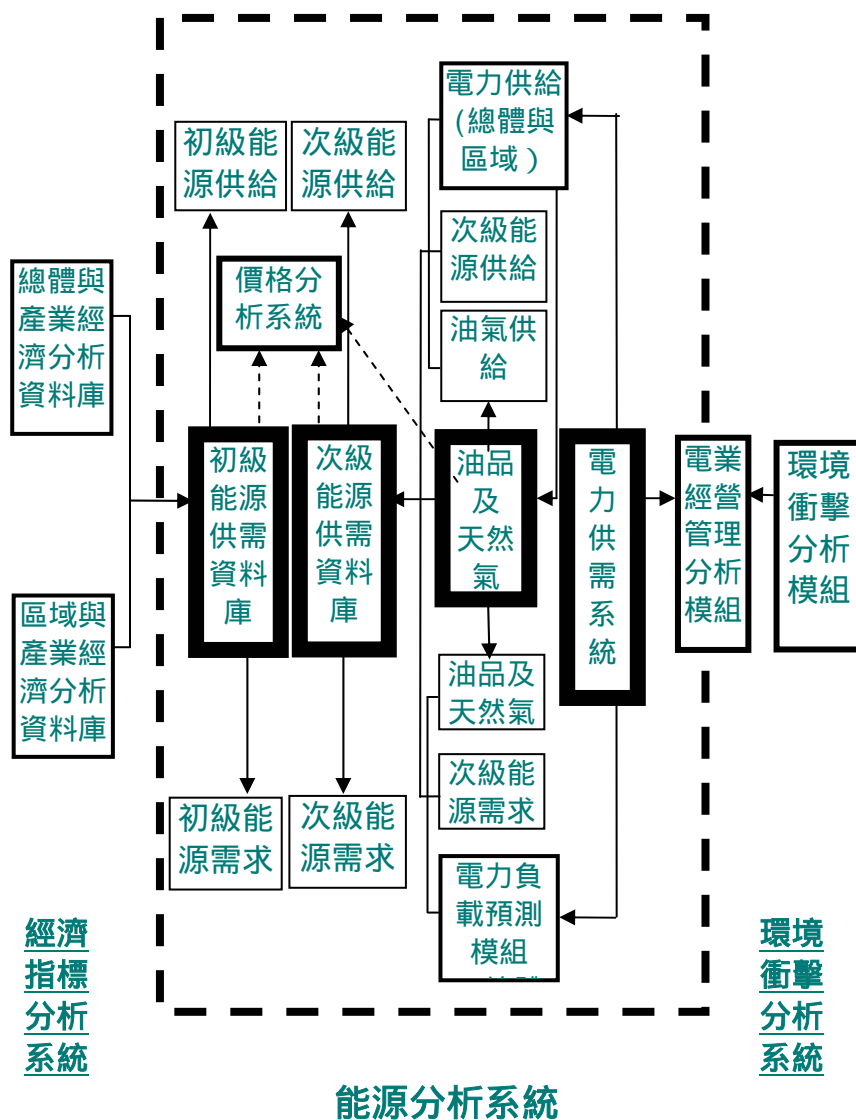 電力供給
(總體與
區域 )
初級能
源供給
次級能
源供給
次級能
源供給
總體與
產業經
濟分析
資料庫
價格分
析系統
油氣供
給
初級
能源
供需
資料
庫
次級
能源
供需
資料
庫
油品
及
天然
氣
電
力
供
需
系
統
電業
經營
管理
分析
模組
環境
衝擊
分析
模組
區域與
產業經
濟分析
資料庫
油品及
天然氣
次級能
源需求
初級能
源需求
次級能
源需求
電力負
載預測
模組
經濟
指標
分析
系統
環境
衝擊
分析
系統
能源分析系統